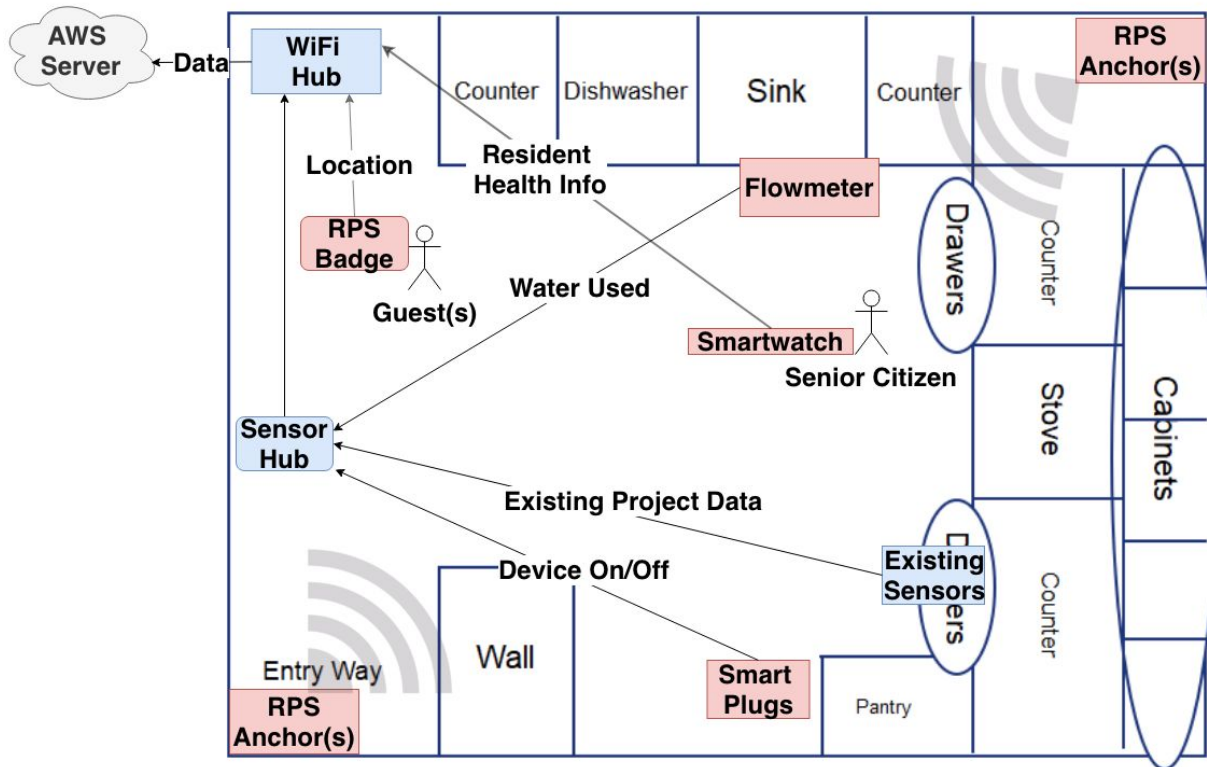 AWS
Server
Data
WiFi
Hub
Counter
Dishwasher
Sink
Counter
RPS
Anchor(s)
Location
Resident
Health Info
Flowmeter
RPS
Badge
Guest(s)
Drawers
Counter
Water Used
Smartwatch
Senior Citizen
Stove
Cabinets
Sensor
Hub
Existing Project Data
Device On/Off
Existing
Sensors
Counter
Entry Way
Wall
Smart
Plugs
Pantry
RPS
Anchor(s)